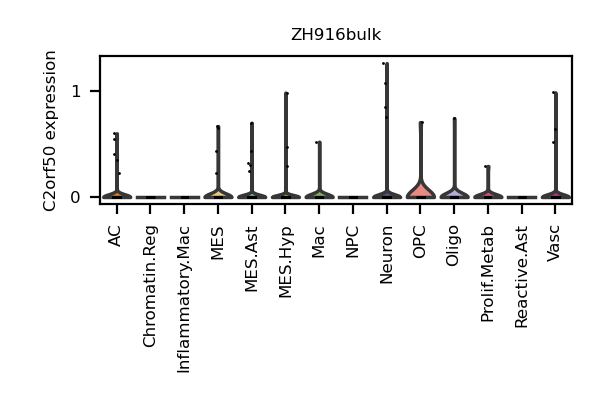 ZH916bulk
C2orf50 expression
1
0
AC
Chromatin.Reg
Inflammatory.Mac
MES
MES.Ast
MES.Hyp
Mac
NPC
Neuron
OPC
Oligo
Prolif.Metab
Reactive.Ast
Vasc